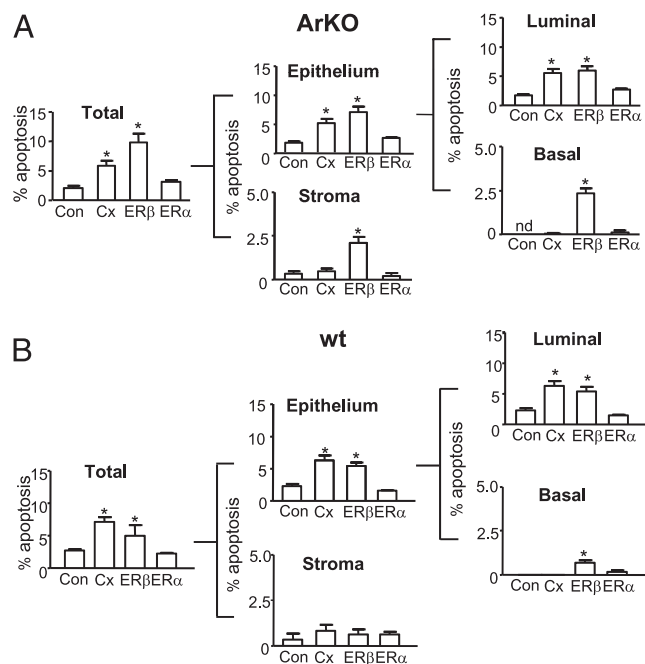 A
ArKO
Total
% apoptosis
15
10
5
0
*
*
Con Cx ERβ ERα
Epithelium
% apoptosis
15
10
5
0
*
*
Con Cx ERβ ERα
Stroma
5.0
2.5
0
*
Con Cx ERβ ERα
Luminal
% apoptosis
15
10
5
0
*
*
Con Cx ERβ ERα
Basal
5.0
2.5
0
nd
*
Con Cx ERβ ERα
B
wt
Total
% apoptosis
15
10
5
0
*
*
Con Cx ERβ ERα
Epithelium
% apoptosis
15
10
5
0
*
*
Con Cx ERβ ERα
Stroma
5.0
2.5
0
Con Cx ERβ ERα
Luminal
% apoptosis
15
10
5
0
*
*
Con Cx ERβ ERα
Basal
5.0
2.5
0
*
Con Cx ERβ ERα